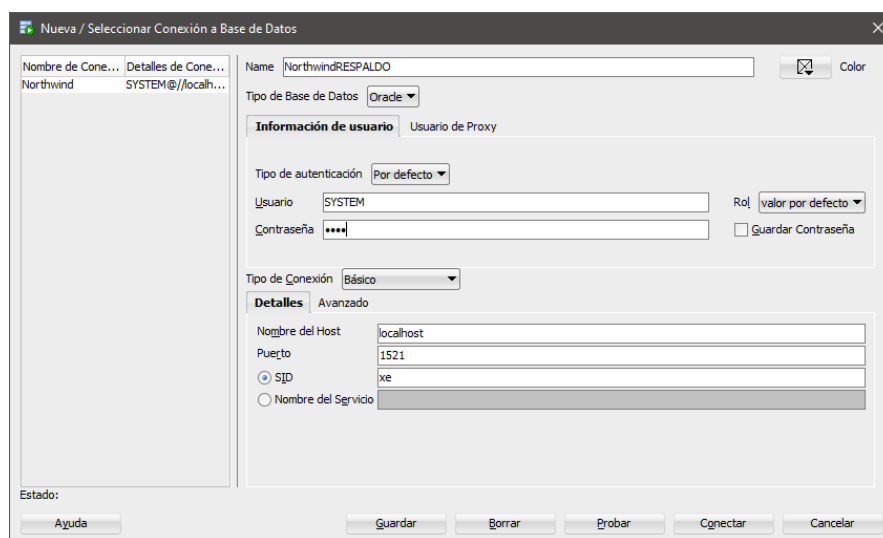 Nueva / Seleccionar Conexión a Base de Datos
Nombre de Cone... Detalles de Cone...
Northwind SYSTEM@//localh...
Name NorthwindRESPALDO Color
Tipo de Base de Datos Oracle
Información de usuario Usuario de Proxy
Tipo de autenticación Por defecto
Usuario SYSTEM Rol valor por defecto
Contraseña •••• Guardar Contraseña
Tipo de Conexión Básico
Detalles Avanzado
Nombre del Host localhost
Puerto 1521
SID xe
Nombre del Servicio
Estado:
Ayuda Guardar Borrar Probar Conectar Cancelar